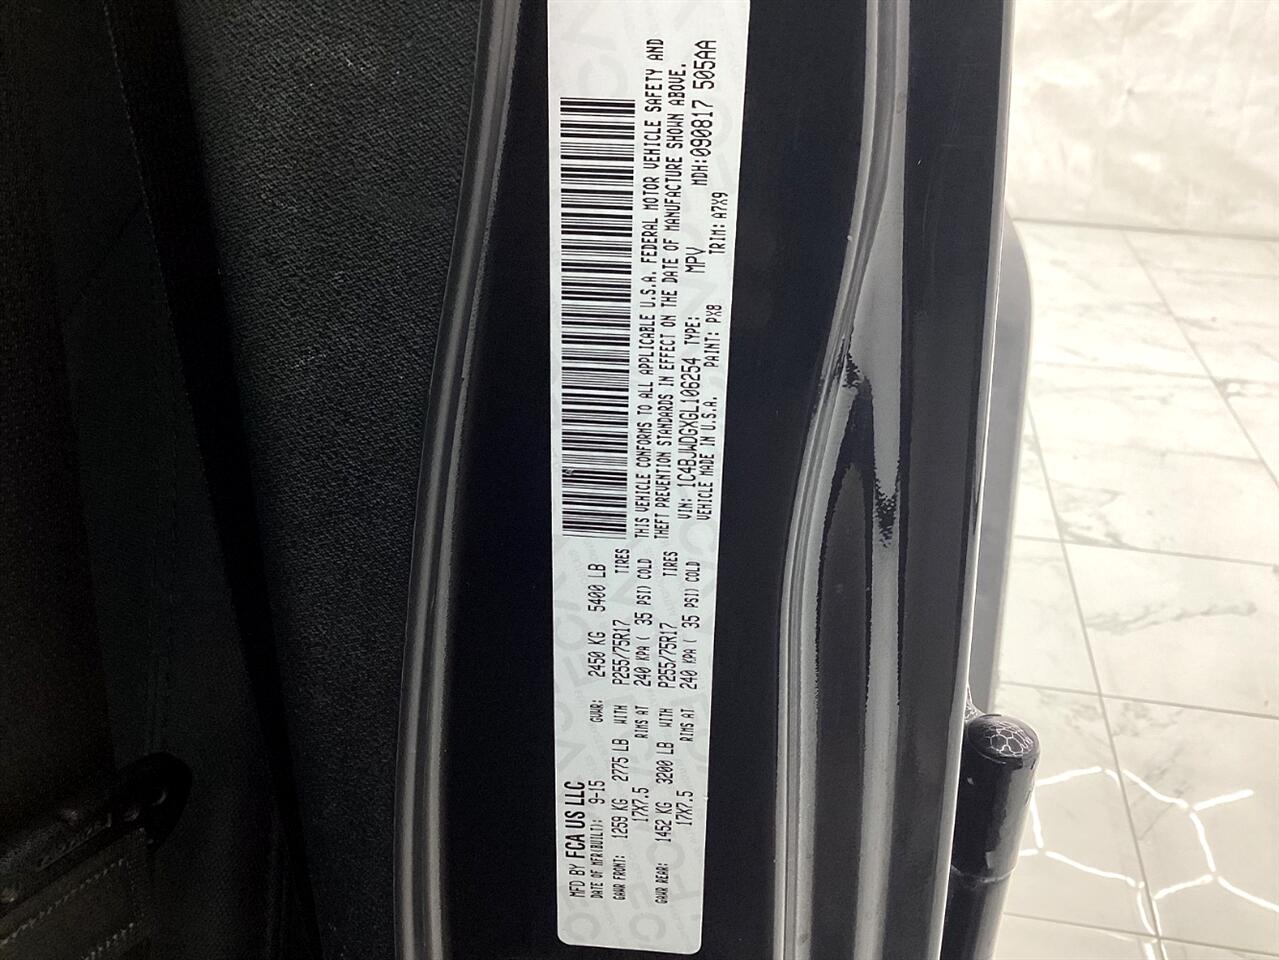 MFD BY FCA US LLC
DATE OF MFR(BUILT): 9-15 GVWR: 2450 KG 5400 LB
GAWR FRONT: 1259 KG 2775 LB WITH P255/75R17 TIRES
17X7.5 RIMS AT 240 KPA ( 35 PSI) COLD
GAWR REAR: 1452 KG 3200 LB WITH P255/75R17 TIRES
17X7.5 RIMS AT 240 KPA ( 35 PSI) COLD
THIS VEHICLE CONFORMS TO ALL APPLICABLE U.S.A. FEDERAL MOTOR VEHICLE SAFETY AND
THEFT PREVENTION STANDARDS IN EFFECT ON THE DATE OF MANUFACTURE SHOWN ABOVE.
VIN: 1C4BJWDGXGL106254 TYPE: MPV MDH:090817 505AA
VEHICLE MADE IN U.S.A. PAINT: PX8 TRIM: A7X9